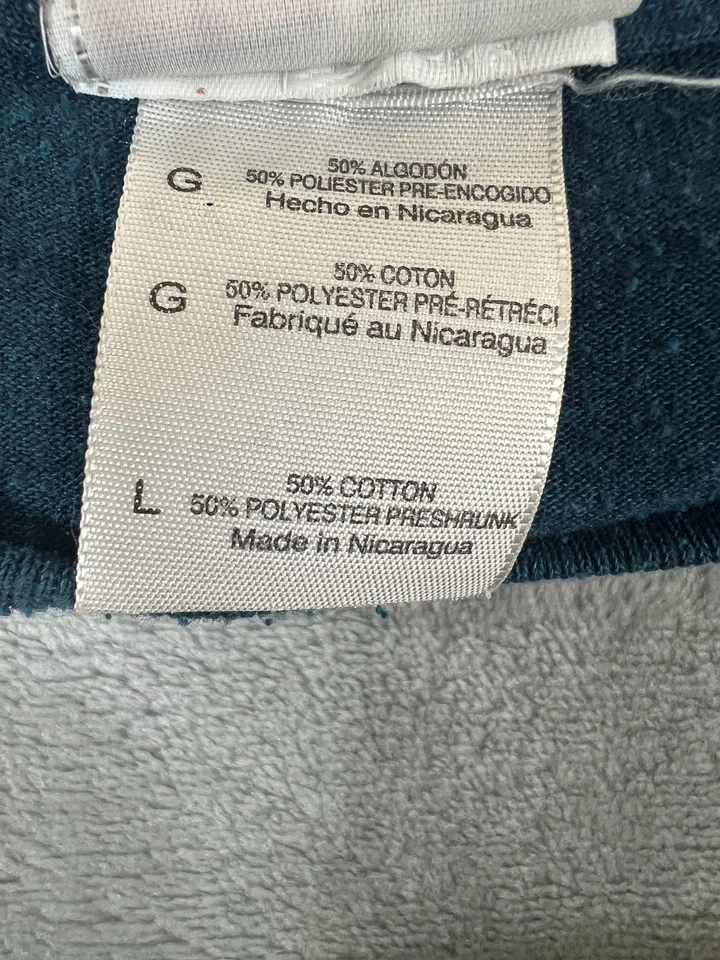 G
50% ALGODÓN
50% POLIESTER PRE-ENCOGIDO
Hecho en Nicaragua
G
50% COTON
50% POLYESTER PRÉ-RÉTRÉCI
Fabriqué au Nicaragua
L
50% COTTON
50% POLYESTER PRESHRUNK
Made in Nicaragua